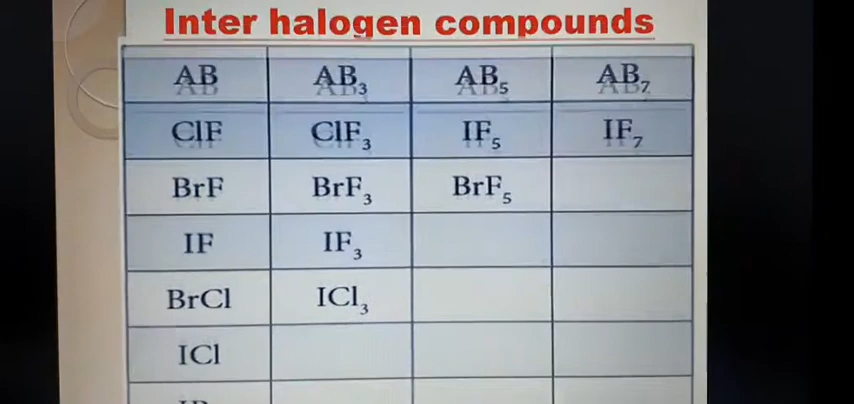 Inter halogen compounds
AB AB₃ AB₅ AB₇
ClF ClF₃ IF₅ IF₇
BrF BrF₃ BrF₅
IF IF₃
BrCl ICl₃
ICl